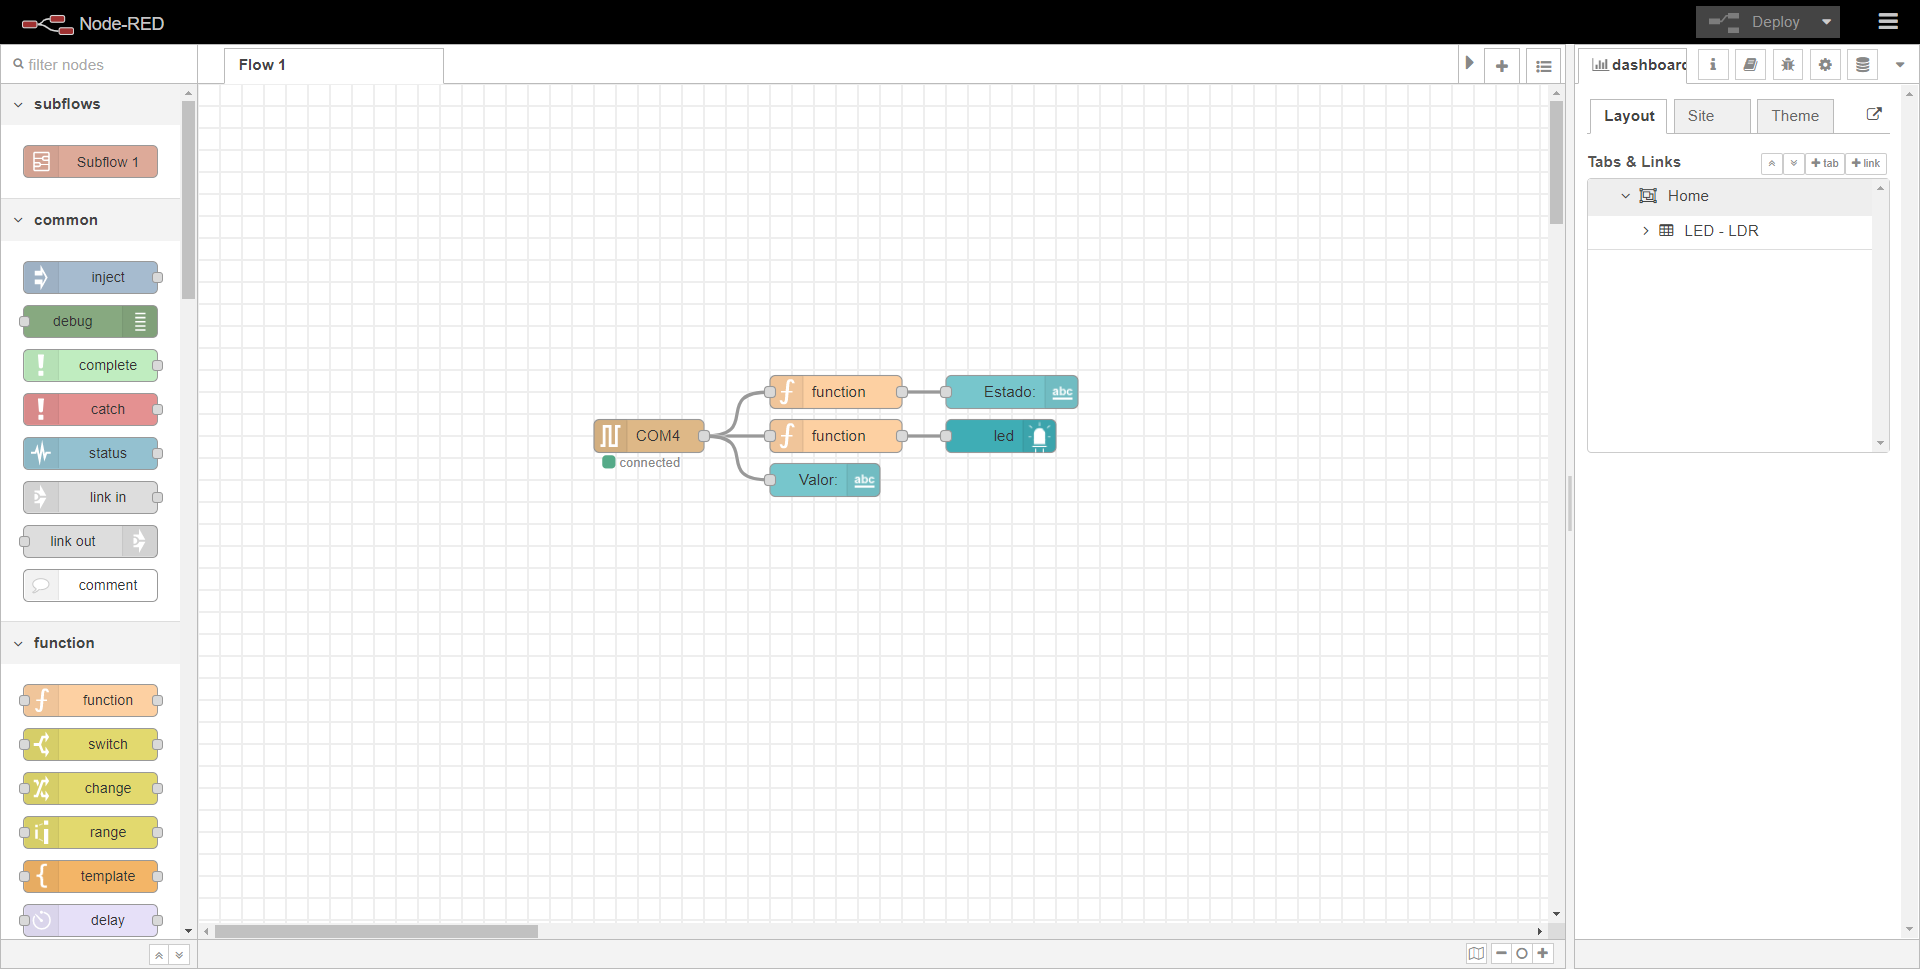 Node-RED
Deploy
filter nodes
Flow 1
dashboard
subflows
Subflow 1
common
inject
debug
complete
catch
status
link in
link out
comment
function
function
switch
change
range
template
delay
COM4
connected
function
function
Valor:
abc
Estado:
abc
led
Layout
Site
Theme
Tabs & Links
tab
link
Home
LED - LDR